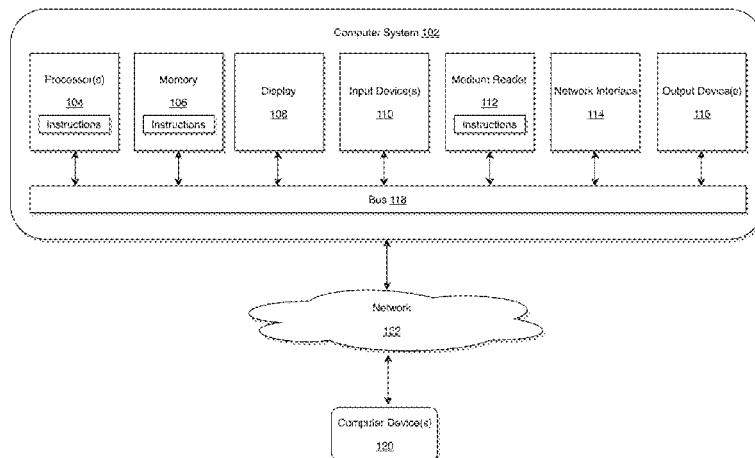 Computer System 102
Processor(s)
104
Instructions
Memory
106
Instructions
Display
108
Input Device(s)
110
Medium Reader
112
Instructions
Network Interface
114
Output Device(s)
116
Bus 118
Network
122
Computer Device(s)
120